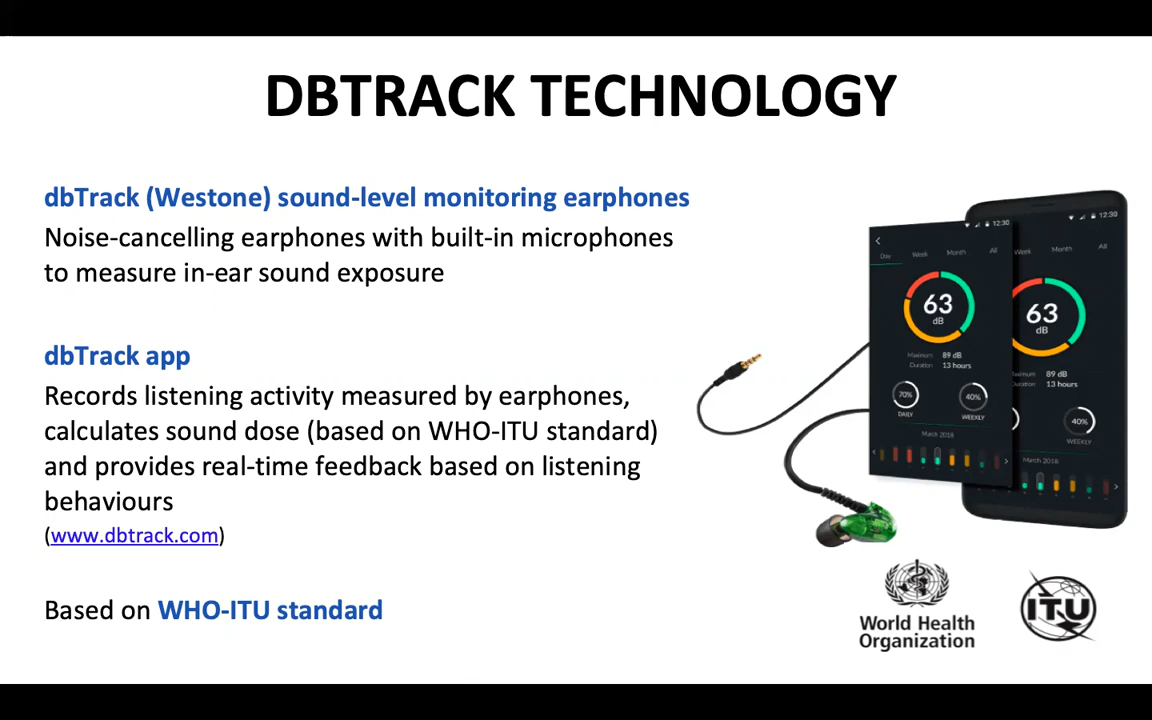 DBTRACK TECHNOLOGY
dbTrack (Westone) sound-level monitoring earphones
Noise-cancelling earphones with built-in microphones
to measure in-ear sound exposure
dbTrack app
Records listening activity measured by earphones,
calculates sound dose (based on WHO-ITU standard)
and provides real-time feedback based on listening
behaviours
(www.dbtrack.com)
Based on WHO-ITU standard
12:30
Day Week Month All
63
dB
Maximum 89 dB
Duration 13 hours
70%
DAILY
40%
WEEKLY
March 2018
12:30
Week Month All
63
dB
Maximum 89 dB
Duration 13 hours
40%
WEEKLY
March 2018
World Health
Organization
ITU